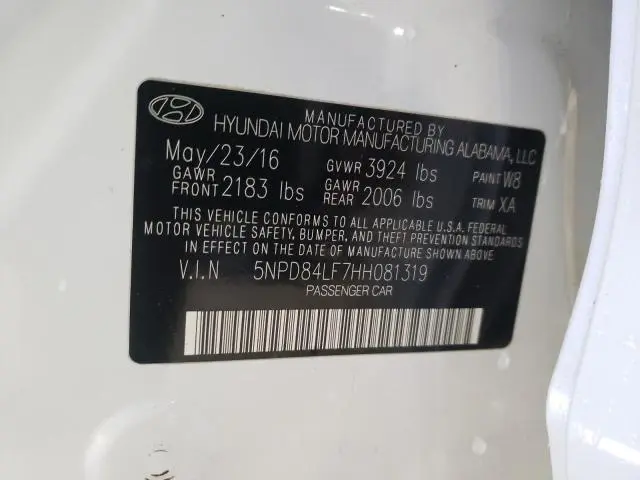 MANUFACTURED BY
HYUNDAI MOTOR MANUFACTURING ALABAMA, LLC
May/23/16 GVWR 3924 lbs PAINT W8
GAWR FRONT 2183 lbs GAWR REAR 2006 lbs TRIM XA
THIS VEHICLE CONFORMS TO ALL APPLICABLE U.S.A. FEDERAL
MOTOR VEHICLE SAFETY, BUMPER, AND THEFT PREVENTION STANDARDS
IN EFFECT ON THE DATE OF MANUFACTURE SHOWN ABOVE.
V.I.N 5NPD84LF7HH081319
PASSENGER CAR